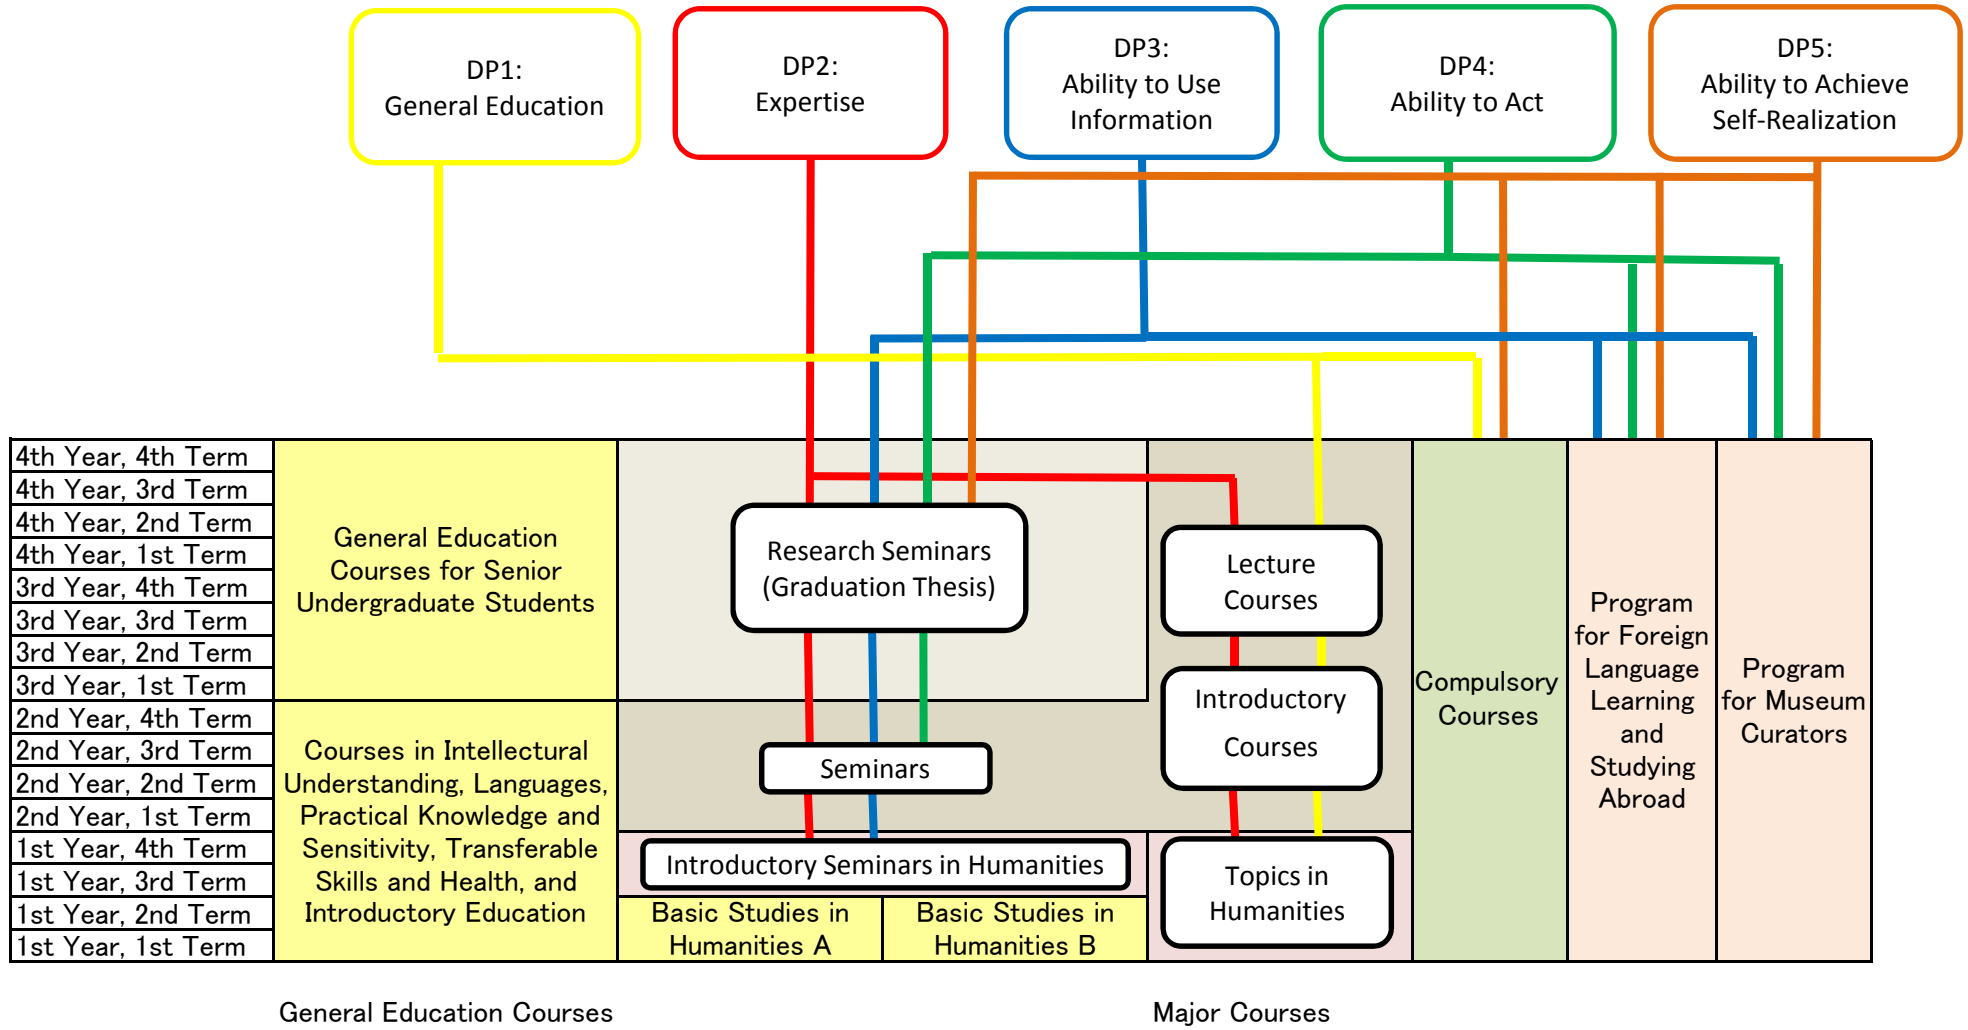 DP1:
General Education
DP2:
Expertise
DP3:
Ability to Use
Information
DP4:
Ability to Act
DP5:
Ability to Achieve
Self-Realization
4th Year, 4th Term
4th Year, 3rd Term
4th Year, 2nd Term
4th Year, 1st Term
3rd Year, 4th Term
3rd Year, 3rd Term
3rd Year, 2nd Term
3rd Year, 1st Term
2nd Year, 4th Term
2nd Year, 3rd Term
2nd Year, 2nd Term
2nd Year, 1st Term
1st Year, 4th Term
1st Year, 3rd Term
1st Year, 2nd Term
1st Year, 1st Term
General Education
Courses for Senior
Undergraduate Students
Courses in Intellectural
Understanding, Languages,
Practical Knowledge and
Sensitivity, Transferable
Skills and Health, and
Introductory Education
Research Seminars
(Graduation Thesis)
Seminars
Introductory Seminars in Humanities
Basic Studies in
Humanities A
Basic Studies in
Humanities B
Lecture
Courses
Introductory
Courses
Topics in
Humanities
Compulsory
Courses
Program
for Foreign
Language
Learning
and
Studying
Abroad
Program
for Museum
Curators
General Education Courses
Major Courses